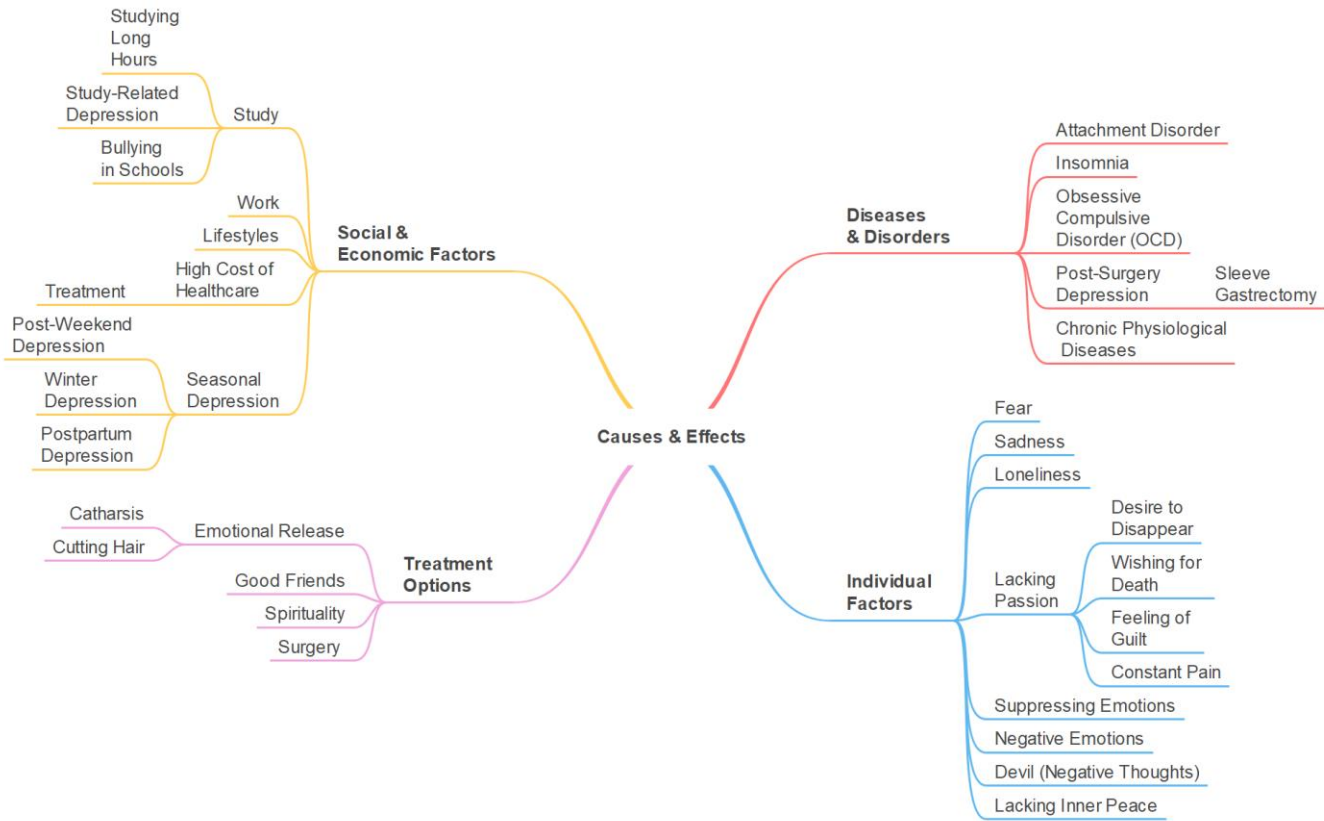 Studying
Long
Hours
Study-Related
Depression
Bullying
in Schools
Study
Work
Lifestyles
High Cost of
Healthcare
Treatment
Post-Weekend
Depression
Winter
Depression
Postpartum
Depression
Seasonal
Depression
Social &
Economic Factors
Catharsis
Cutting Hair
Emotional Release
Good Friends
Spirituality
Surgery
Treatment
Options
Causes & Effects
Diseases
& Disorders
Attachment Disorder
Insomnia
Obsessive
Compulsive
Disorder (OCD)
Post-Surgery
Depression
Sleeve
Gastrectomy
Chronic Physiological
Diseases
Individual
Factors
Fear
Sadness
Loneliness
Lacking
Passion
Desire to
Disappear
Wishing for
Death
Feeling of
Guilt
Constant Pain
Suppressing Emotions
Negative Emotions
Devil (Negative Thoughts)
Lacking Inner Peace